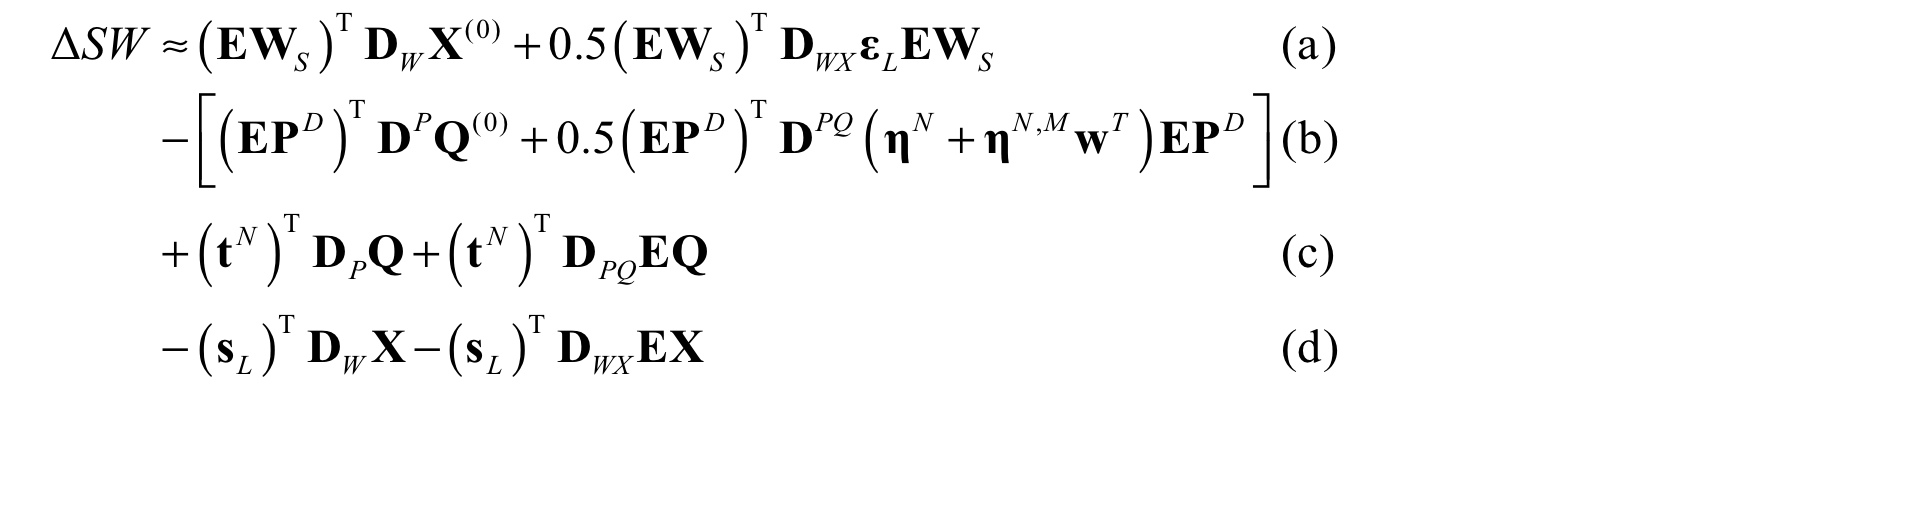 ΔSW ≈ (EW_S)^T D_W X^(0) + 0.5(EW_S)^T D_WX ε_L EW_S (a)
−[(EP^D)^T D^P Q^(0) + 0.5(EP^D)^T D^PQ (η^N + η^N,M w^T) EP^D] (b)
+(t^N)^T D_P Q + (t^N)^T D_PQ EQ (c)
−(s_L)^T D_W X − (s_L)^T D_WX EX (d)